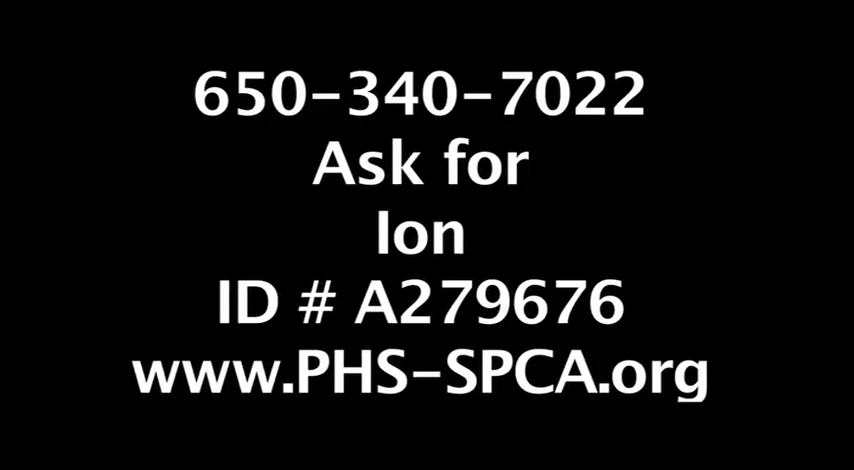 650-340-7022
Ask for
Ion
ID # A279676
www.PHS-SPCA.org